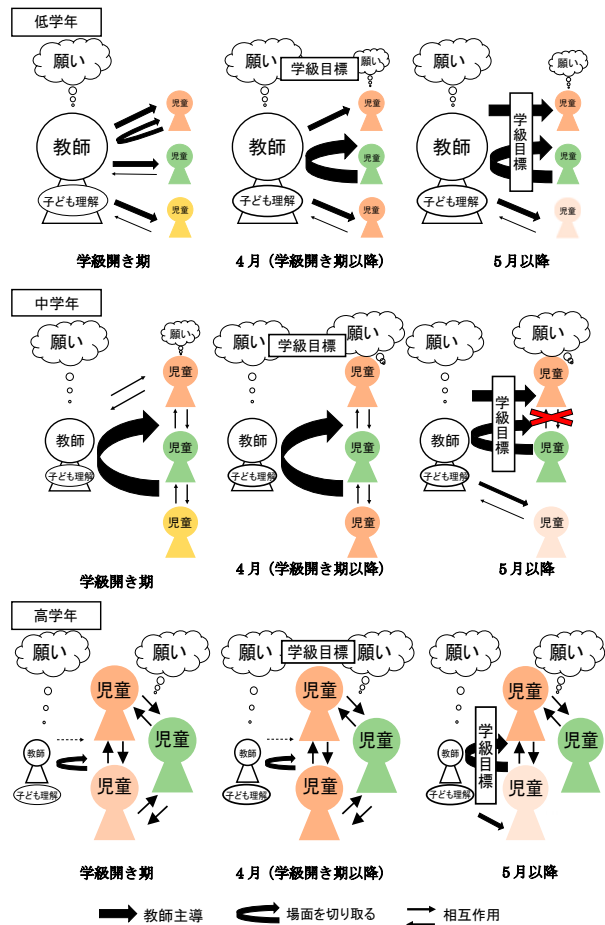 低学年
願い
教師
子ども理解
児童
児童
児童
学級開き期
願い
学級目標
願い
教師
子ども理解
児童
児童
児童
4月(学級開き期以降)
願い
願い
教師
子ども理解
学級目標
児童
児童
児童
5月以降
中学年
願い
願い
教師
子ども理解
児童
児童
児童
学級開き期
願い
学級目標
願い
教師
子ども理解
児童
児童
児童
4月(学級開き期以降)
願い
願い
教師
子ども理解
学級目標
児童
児童
児童
5月以降
高学年
願い
願い
教師
子ども理解
児童
児童
児童
学級開き期
願い
学級目標
願い
教師
子ども理解
児童
児童
児童
4月(学級開き期以降)
願い
願い
教師
子ども理解
学級目標
児童
児童
児童
5月以降
教師主導
場面を切り取る
相互作用